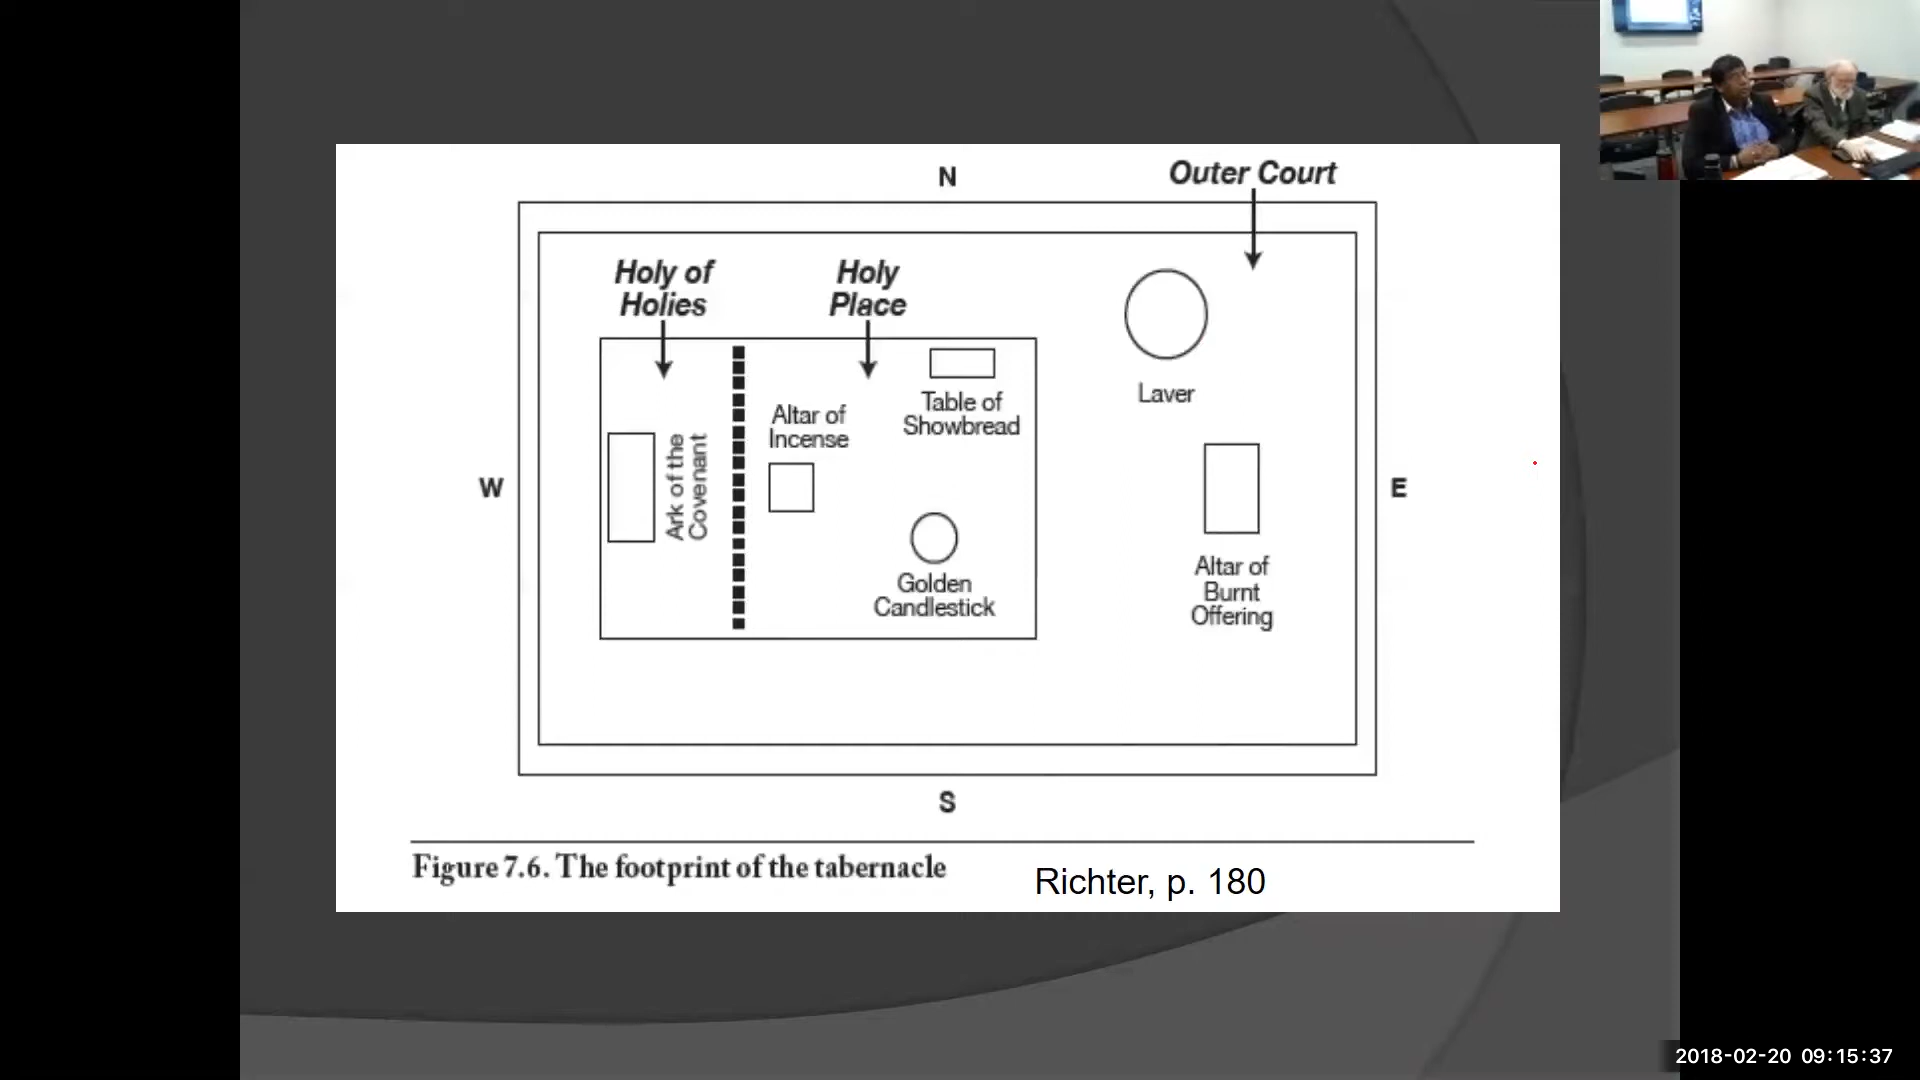 N
Outer Court
Holy of
Holies
Holy
Place
Table of
Showbread
Altar of
Incense
Laver
Ark of the
Covenant
W
E
Golden
Candlestick
Altar of
Burnt
Offering
S
Figure 7.6. The footprint of the tabernacle
Richter, p. 180
2018-02-20 09:15:37